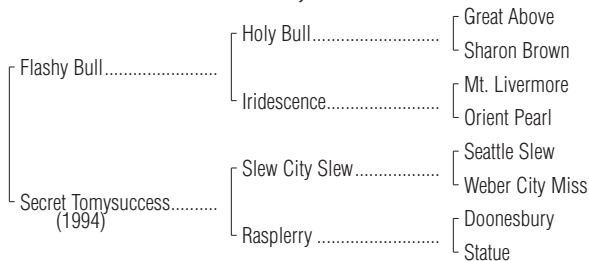 Great Above
Holy Bull
Sharon Brown
Flashy Bull
Mt. Livermore
Iridescence
Orient Pearl
Seattle Slew
Slew City Slew
Weber City Miss
Secret Tomysuccess
(1994)
Doonesbury
Rasplerry
Statue